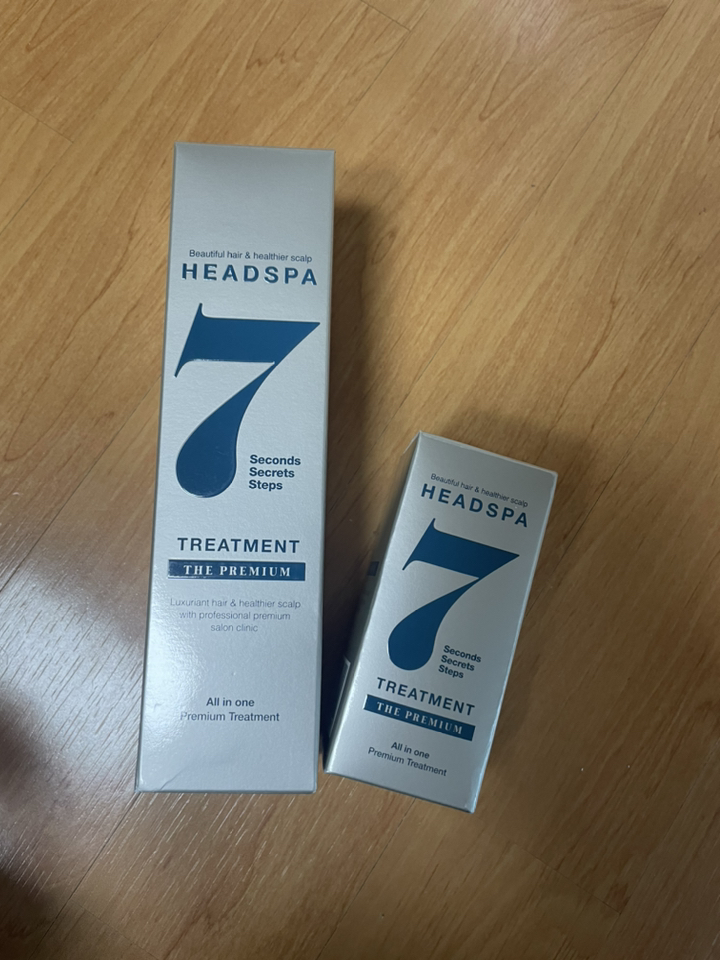 Beautiful hair & healthier scalp
HEADSPA
7
Seconds
Secrets
Steps
TREATMENT
THE PREMIUM
Luxuriant hair & healthier scalp
with professional premium
salon clinic
All in one
Premium Treatment
Beautiful hair & healthier scalp
HEADSPA
7
Seconds
Secrets
Steps
TREATMENT
THE PREMIUM
All in one
Premium Treatment